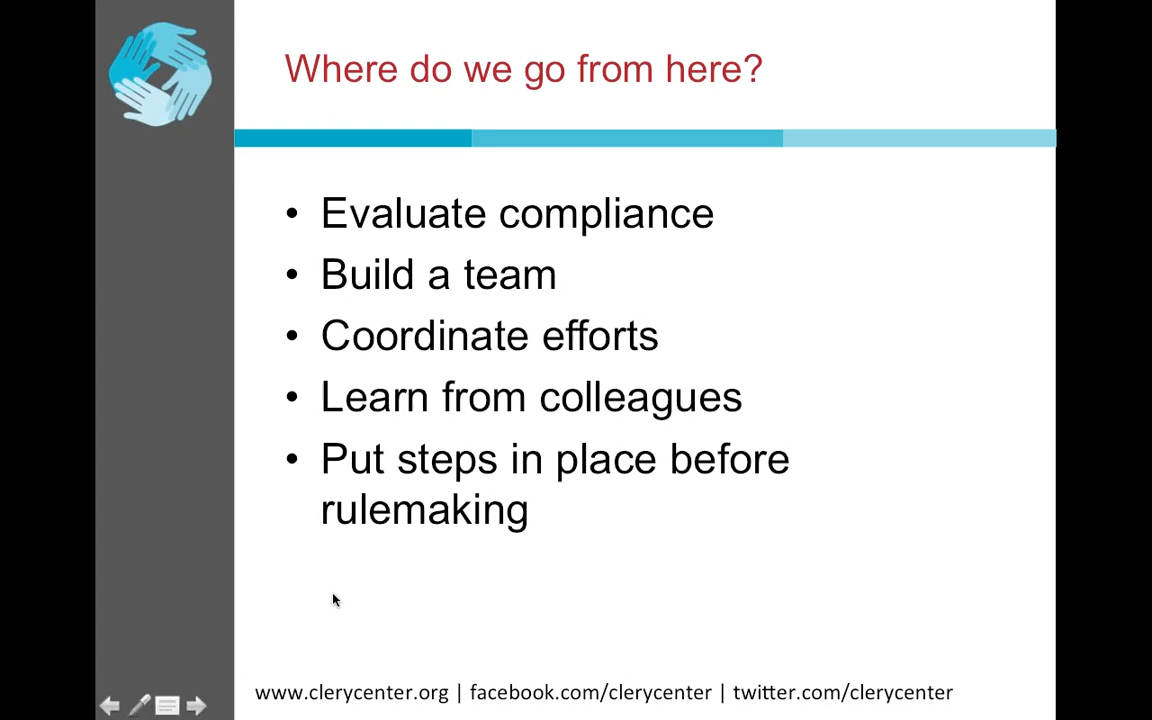 Where do we go from here?
• Evaluate compliance
• Build a team
• Coordinate efforts
• Learn from colleagues
• Put steps in place before
rulemaking
www.clerycenter.org | facebook.com/clerycenter | twitter.com/clerycenter